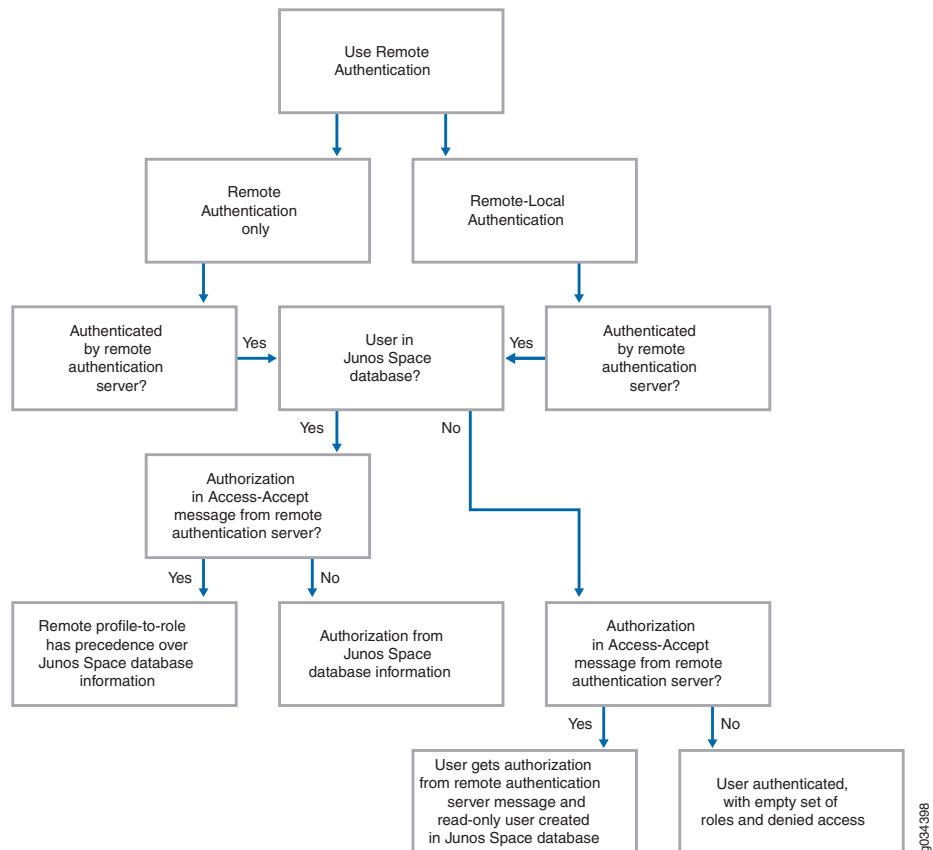 Use Remote
Authentication
Remote
Authentication
only
Remote-Local
Authentication
Authenticated
by remote
authentication
server?
Yes
User in
Junos Space
database?
Yes
Authenticated
by remote
authentication
server?
Yes
No
Authorization
in Access-Accept
message from remote
authentication server?
Yes
No
Remote profile-to-role
has precedence over
Junos Space database
information
Authorization from
Junos Space
database information
Authorization
in Access-Accept
message from remote
authentication server?
Yes
No
User gets authorization
from remote authentication
server message and
read-only user created
in Junos Space database
User authenticated,
with empty set of
roles and denied access
g034398